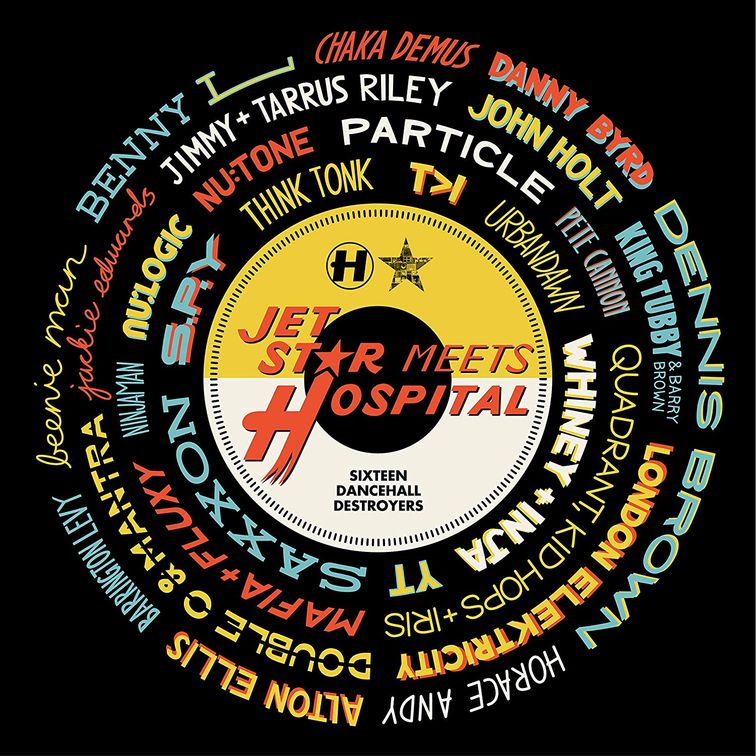 CHAKA DEMUS
DANNY BYRD
DENNIS BROWN
HORACE ANDY
ALTON ELLIS
BARRINGTON LEVY
beenie man
BENNY L
JIMMY + TARRUS RILEY
JOHN HOLT
KING TUBBY & BARRY BROWN
LONDON ELEKTRICITY
DOUBLE O & MANTRA
jackie edwards
NU:TONE
PARTICLE
PETE CANNON
QUADRANT, KID HOPS + IRIS
MAFIA + FLUXY
NINJAMAN
NU:LOGIC
THINK TONK
T>I
URBANDAWN
WHINEY + INJA
YT
SAXXON
S.P.Y
H
JET
ST★R MEETS
HOSPITAL
SIXTEEN
DANCEHALL
DESTROYERS